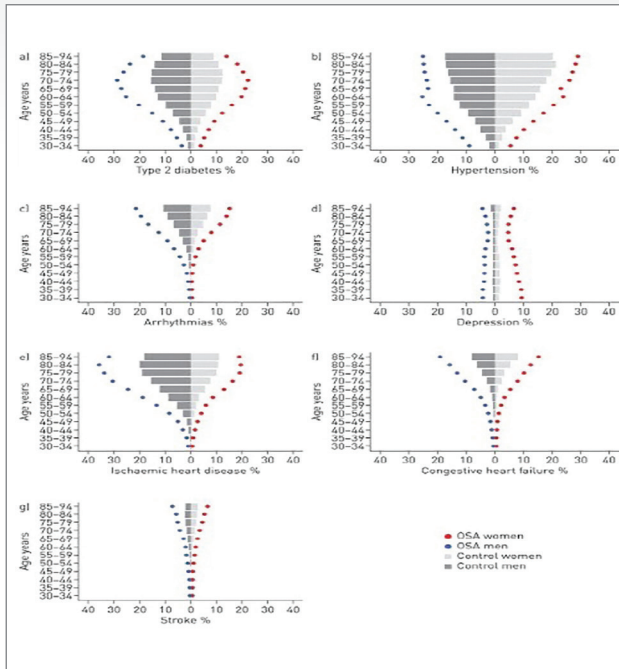 a]
Age years
85–94
80–84
75–79
70–74
65–69
60–64
55–59
50–54
45–49
40–44
35–39
30–34
40 30 20 10 0 10 20 30 40
Type 2 diabetes %
b]
Age years
85–94
80–84
75–79
70–74
65–69
60–64
55–59
50–54
45–49
40–44
35–39
30–34
40 30 20 10 0 10 20 30 40
Hypertension %
c]
Age years
85–94
80–84
75–79
70–74
65–69
60–64
55–59
50–54
45–49
40–44
35–39
30–34
40 30 20 10 0 10 20 30 40
Arrhythmias %
d]
Age years
85–94
80–84
75–79
70–74
65–69
60–64
55–59
50–54
45–49
40–44
35–39
30–34
40 30 20 10 0 10 20 30 40
Depression %
e]
Age years
85–94
80–84
75–79
70–74
65–69
60–64
55–59
50–54
45–49
40–44
35–39
30–34
40 30 20 10 0 10 20 30 40
Ischaemic heart disease %
f]
Age years
85–94
80–84
75–79
70–74
65–69
60–64
55–59
50–54
45–49
40–44
35–39
30–34
40 30 20 10 0 10 20 30 40
Congestive heart failure %
g]
Age years
85–94
80–84
75–79
70–74
65–69
60–64
55–59
50–54
45–49
40–44
35–39
30–34
40 30 20 10 0 10 20 30 40
Stroke %
OSA women
OSA men
Control women
Control men